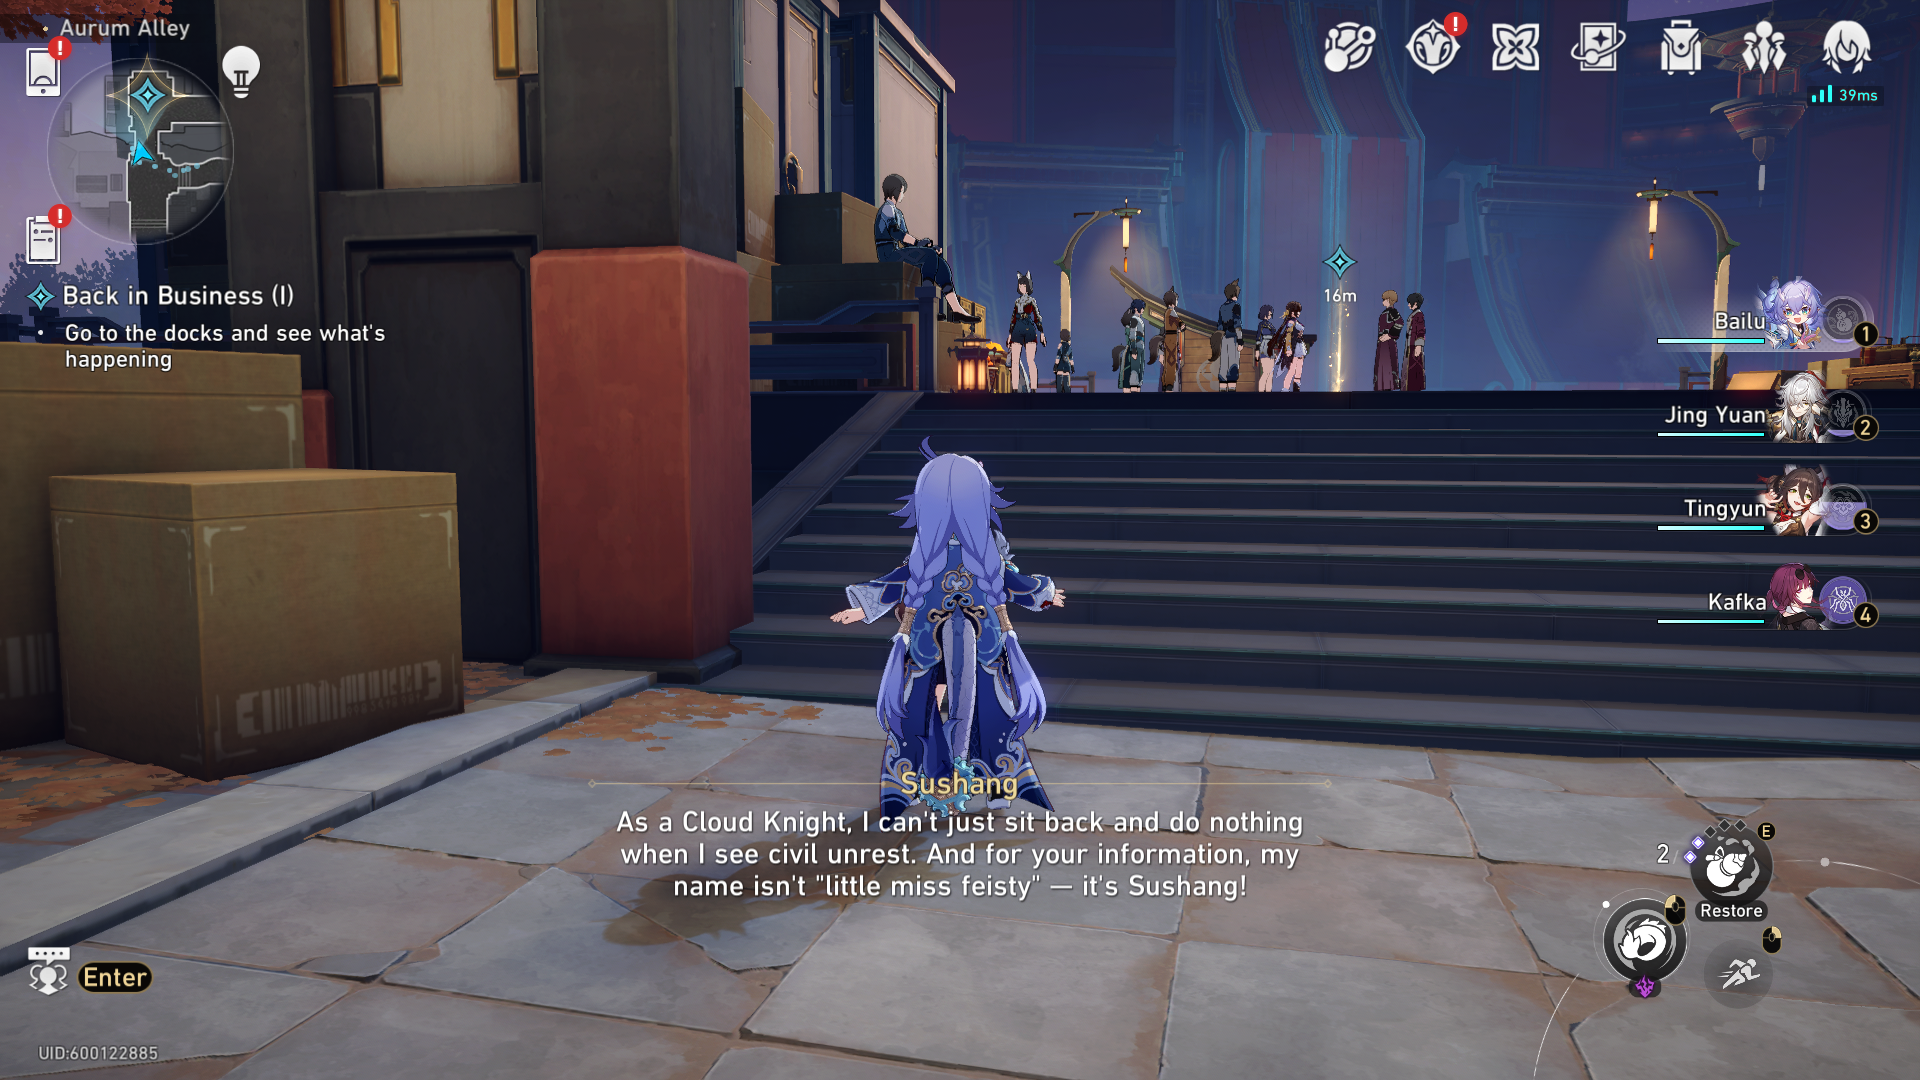 Aurum Alley
39ms
Back in Business (I)
Go to the docks and see what's
happening
16m
Bailu
1
Jing Yuan
2
Tingyun
3
Kafka
4
Sushang
As a Cloud Knight, I can't just sit back and do nothing
when I see civil unrest. And for your information, my
name isn't "little miss feisty" — it's Sushang!
E
2
Restore
Enter
UID:600122885